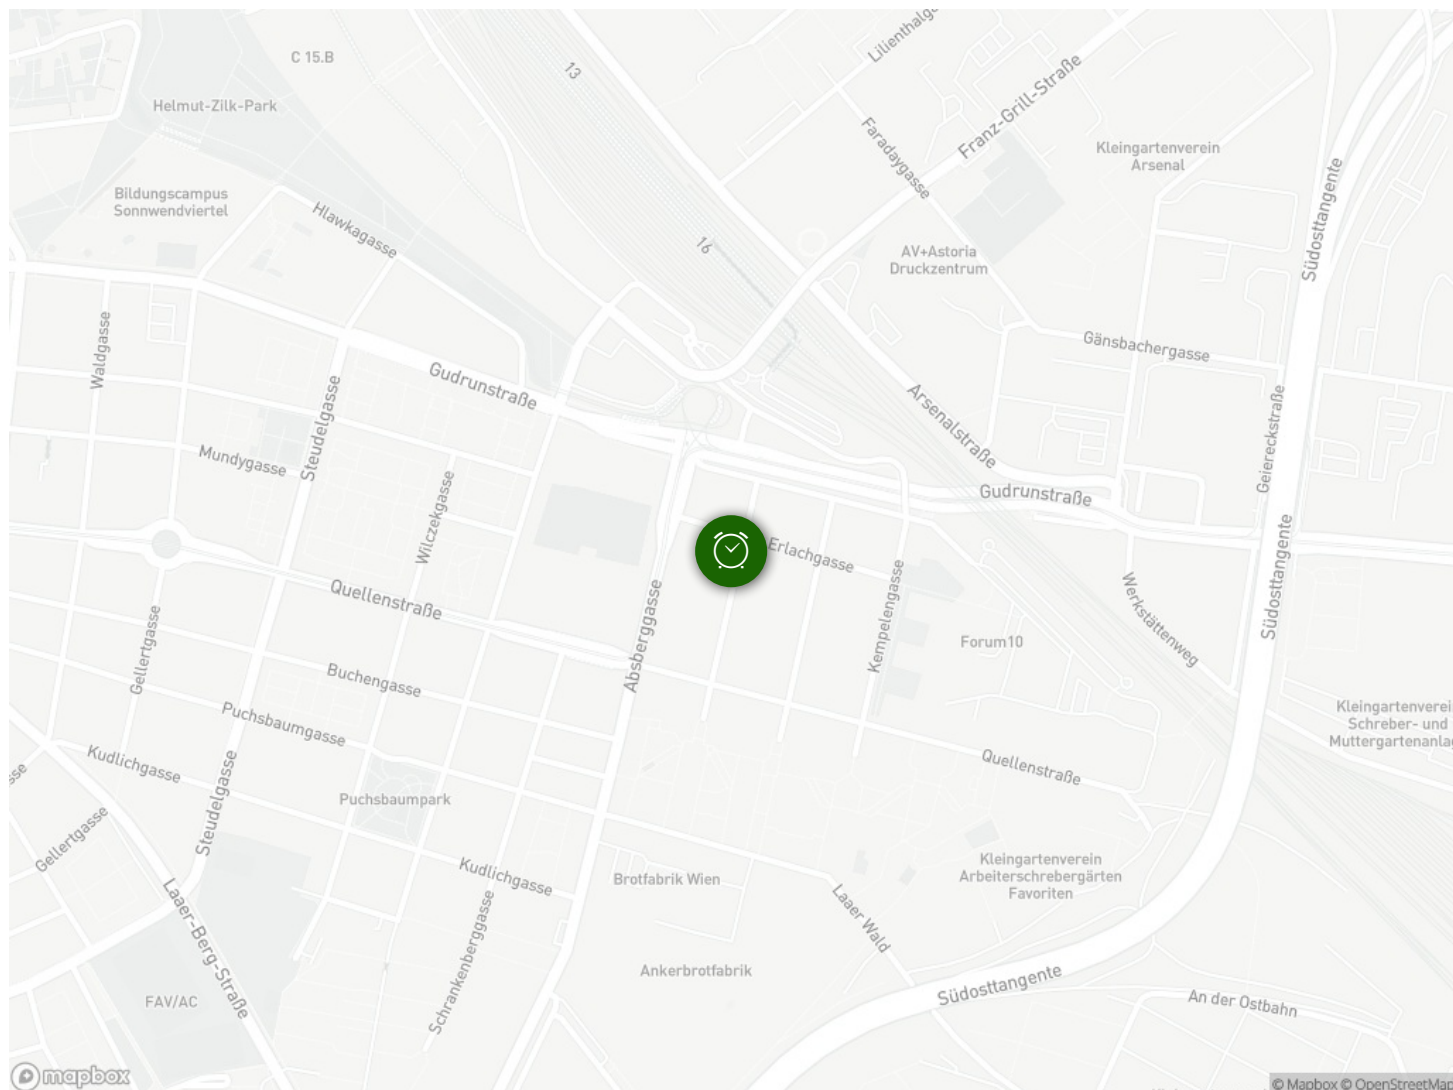 C 15.B
13
Lilienthalg
Helmut-Zilk-Park
Franz-Grill-Straße
Faradaygasse
Kleingartenverein
Arsenal
Südosttangente
Bildungscampus
Sonnwendviertel
Hlawkagasse
16
AV+Astoria
Druckzentrum
Waldgasse
Gänsbachergasse
Gudrunstraße
Steudelgasse
Arsenalstraße
Geiereckstraße
Mundygasse
Wilczekgasse
Gudrunstraße
Erlachgasse
Südosttangente
Quellenstraße
Absberggasse
Kempelengasse
Forum10
Werkstättenweg
Gellertgasse
Buchengasse
Puchsbaumgasse
Kleingartenverei
Schreber- und
Muttergartenanlag
Kudlichgasse
sse
Quellenstraße
Steudelgasse
Puchsbaumpark
Gellertgasse
Kudlichgasse
Brotfabrik Wien
Kleingartenverein
Arbeiterschrebergärten
Favoriten
Laaer-Berg-Straße
Schrankenberggasse
Laaer Wald
Ankerbrotfabrik
Südosttangente
FAV/AC
An der Ostbahn
mapbox
© Mapbox © OpenStreetMap